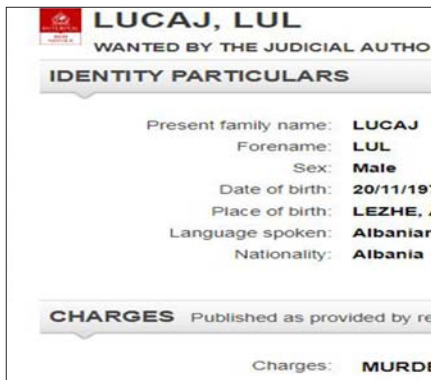 LUCAJ, LUL
WANTED BY THE JUDICIAL AUTHO
IDENTITY PARTICULARS
Present family name: LUCAJ
Forename: LUL
Sex: Male
Date of birth: 20/11/197
Place of birth: LEZHE,
Language spoken: Albanian
Nationality: Albania
CHARGES Published as provided by re
Charges: MURDE